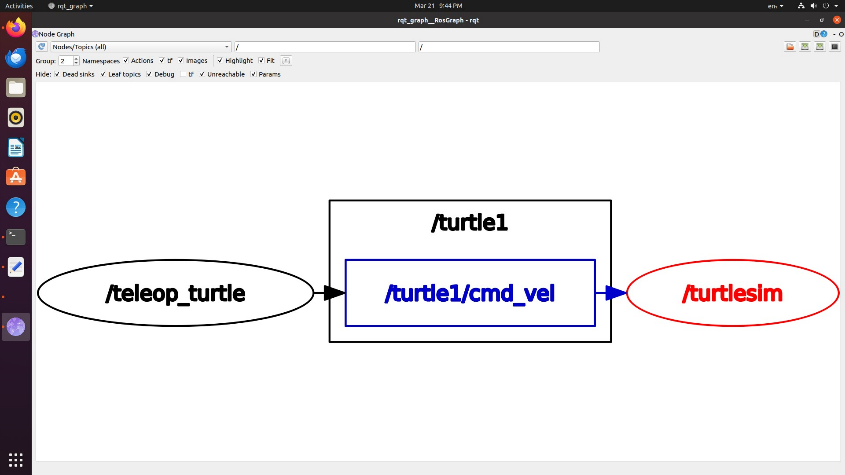 Activities
rqt_graph
Mar 21 9:44 PM
en
rqt_graph__RosGraph - rqt
Node Graph
D
Nodes/Topics (all)
/
/
Group: 2 Namespaces Actions tf Images Highlight Fit
Hide: Dead sinks Leaf topics Debug tf Unreachable Params
/turtle1
/teleop_turtle
/turtle1/cmd_vel
/turtlesim